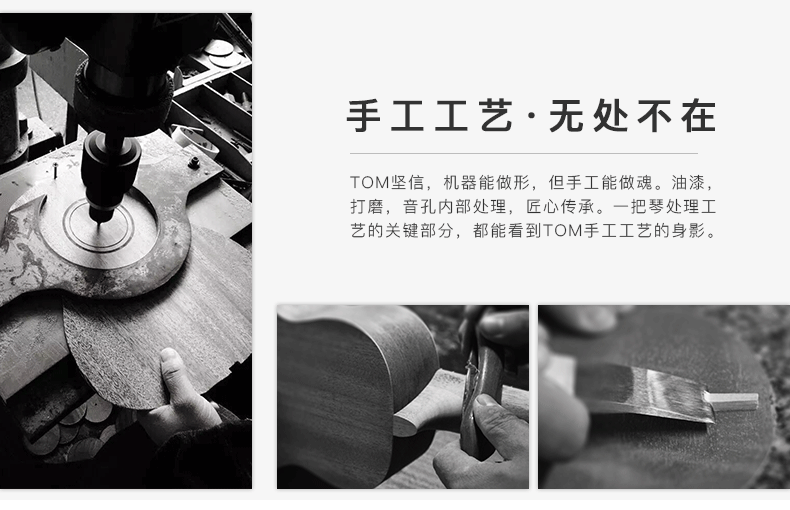 手工工艺·无处不在
TOM坚信，机器能做形，但手工能做魂。油漆，
打磨，音孔内部处理，匠心传承。一把琴处理工
艺的关键部分，都能看到TOM手工工艺的身影。